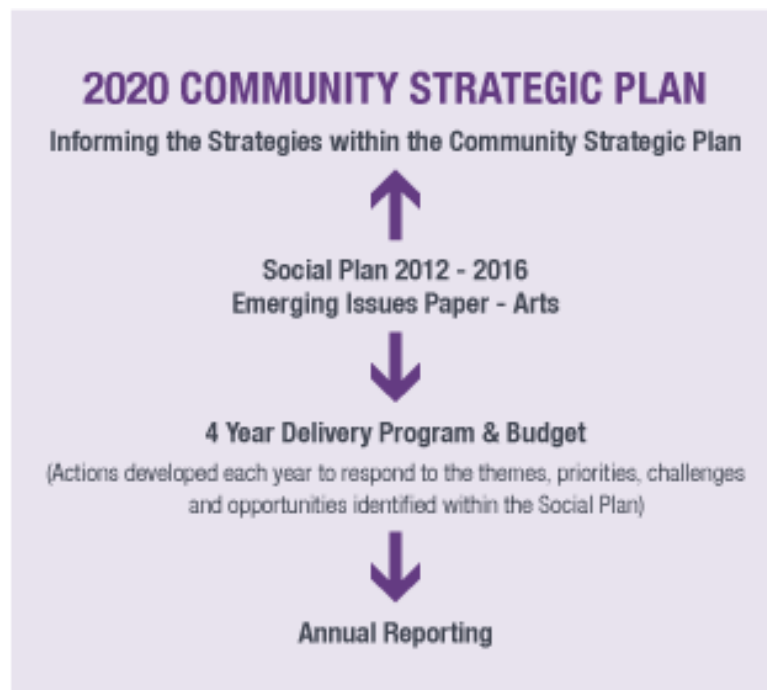 2020 COMMUNITY STRATEGIC PLAN
Informing the Strategies within the Community Strategic Plan
Social Plan 2012 - 2016
Emerging Issues Paper - Arts
4 Year Delivery Program & Budget
(Actions developed each year to respond to the themes, priorities, challenges
and opportunities identified within the Social Plan)
Annual Reporting